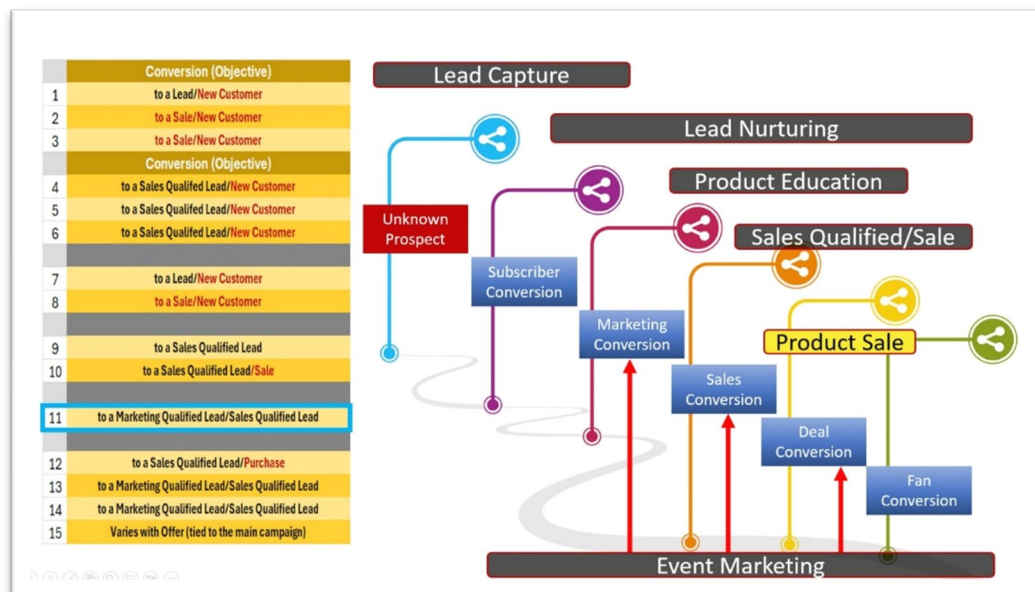 Conversion (Objective)
1 to a Lead/New Customer
2 to a Sale/New Customer
3 to a Sale/New Customer
Conversion (Objective)
4 to a Sales Qualifed Lead/New Customer
5 to a Sales Qualifed Lead/New Customer
6 to a Sales Qualifed Lead/New Customer
7 to a Lead/New Customer
8 to a Sale/New Customer
9 to a Sales Qualified Lead
10 to a Sales Qualified Lead/Sale
11 to a Marketing Qualified Lead/Sales Qualified Lead
12 to a Sales Qualified Lead/Purchase
13 to a Marketing Qualified Lead/Sales Qualified Lead
14 to a Marketing Qualified Lead/Sales Qualified Lead
15 Varies with Offer (tied to the main campaign)
Lead Capture
Lead Nurturing
Product Education
Sales Qualified/Sale
Unknown
Prospect
Subscriber
Conversion
Marketing
Conversion
Product Sale
Sales
Conversion
Deal
Conversion
Fan
Conversion
Event Marketing